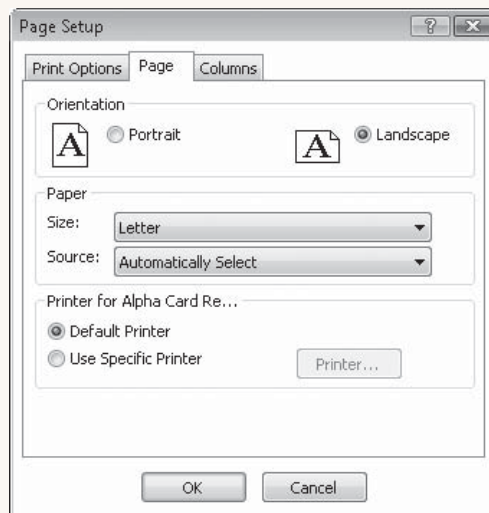 Page Setup
Print Options Page Columns
Orientation
A Portrait A Landscape
Paper
Size: Letter
Source: Automatically Select
Printer for Alpha Card Re...
Default Printer
Use Specific Printer Printer...
OK Cancel